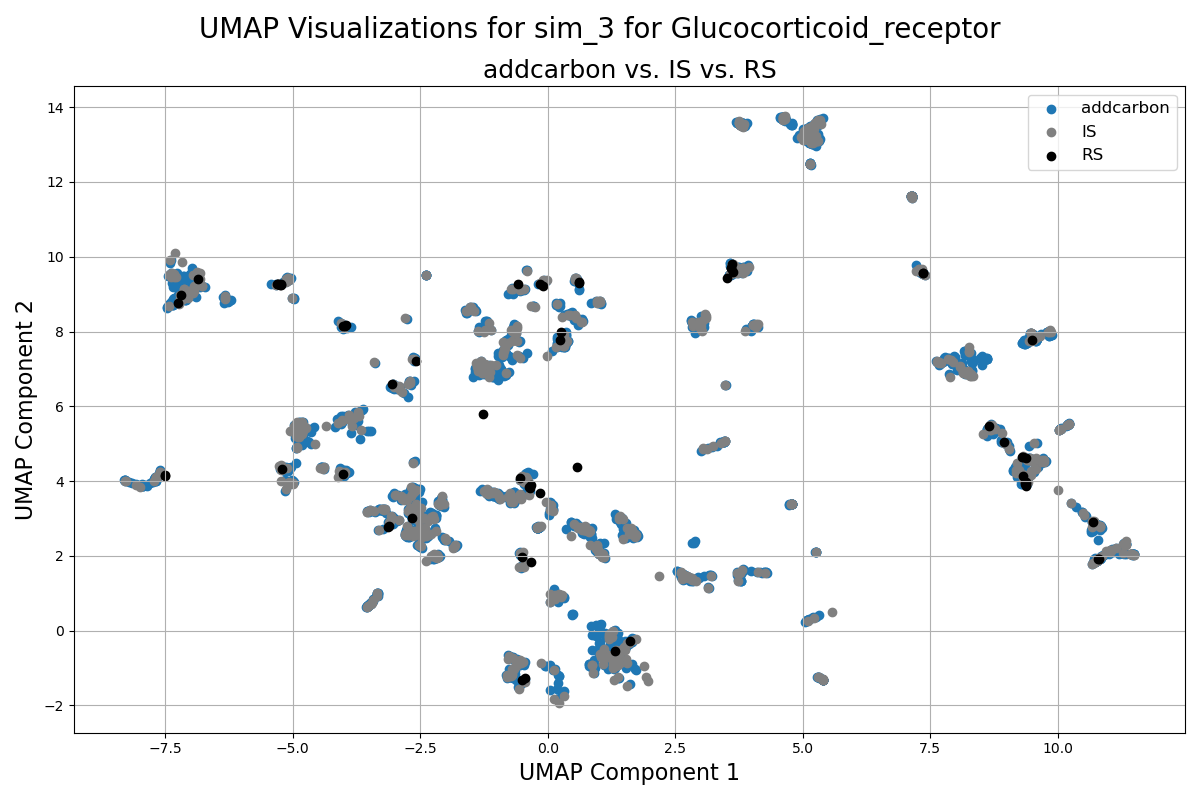 UMAP Visualizations for sim_3 for Glucocorticoid_receptor
addcarbon vs. IS vs. RS
addcarbon
IS
RS
14
12
10
8
6
4
2
0
−2
UMAP Component 2
−7.5 −5.0 −2.5 0.0 2.5 5.0 7.5 10.0
UMAP Component 1